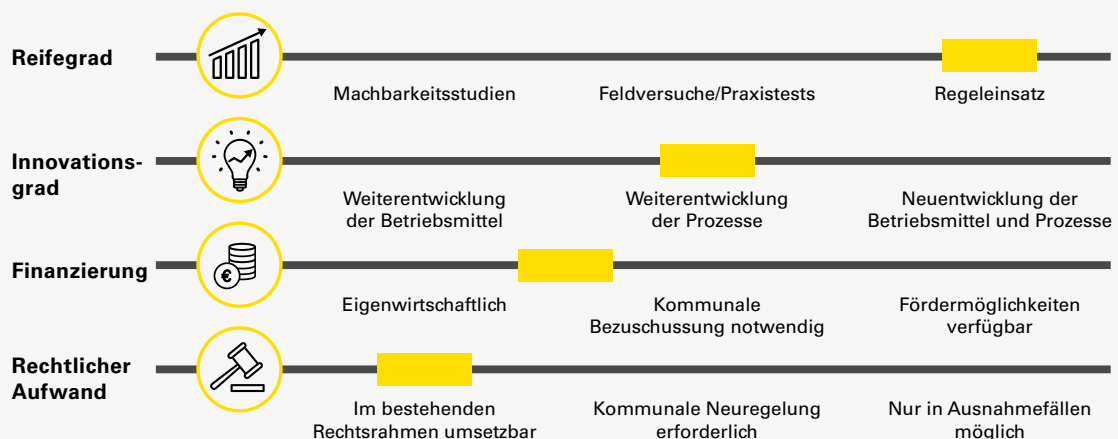 Reifegrad
Machbarkeitsstudien
Feldversuche/Praxistests
Regeleinsatz
Innovations-
grad
Weiterentwicklung
der Betriebsmittel
Weiterentwicklung
der Prozesse
Neuentwicklung der
Betriebsmittel und Prozesse
Finanzierung
€
Eigenwirtschaftlich
Kommunale
Bezuschussung notwendig
Fördermöglichkeiten
verfügbar
Rechtlicher
Aufwand
Im bestehenden
Rechtsrahmen umsetzbar
Kommunale Neuregelung
erforderlich
Nur in Ausnahmefällen
möglich